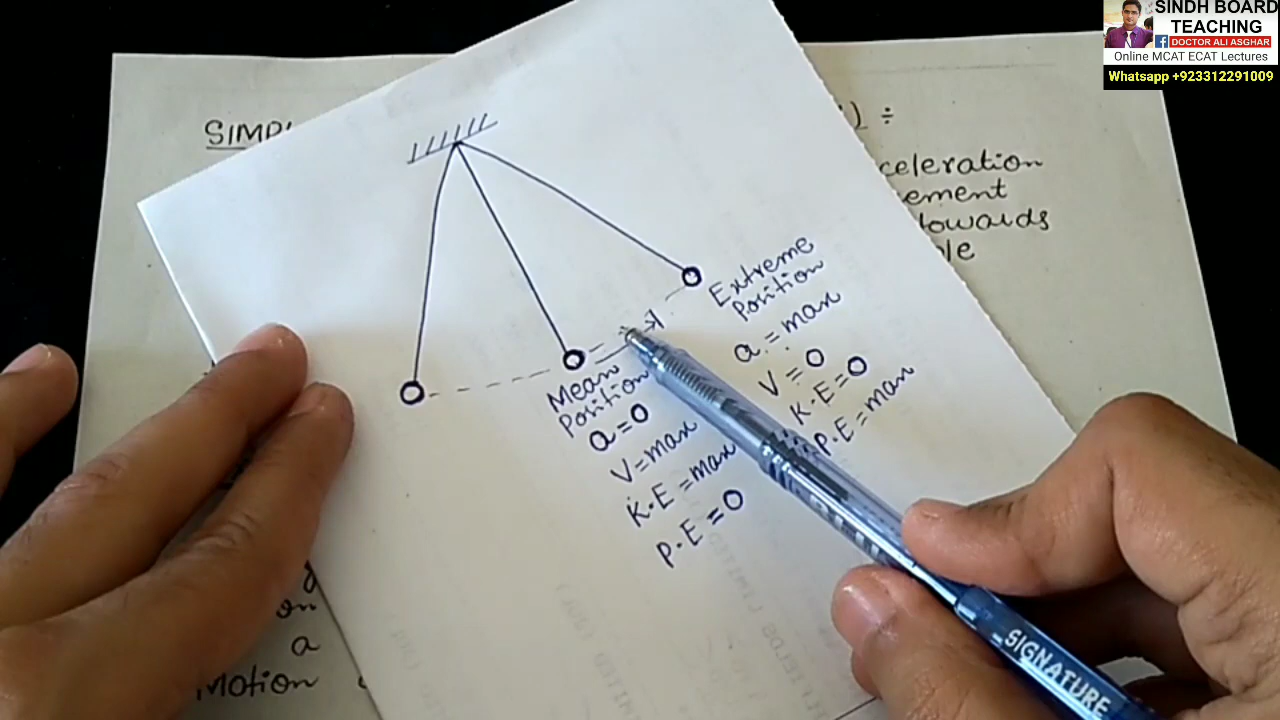 SINDH BOARD
TEACHING
DOCTOR ALI ASGHAR
Online MCAT ECAT Lectures
Whatsapp +923312291009
÷
celeration
ement
towards
le
Extreme
Position
a = max
V = 0
K.E = 0
P.E = max
Mean
Position
a = 0
V = max
K.E = max
P.E = 0
on
a
Motion
SIGNATURE